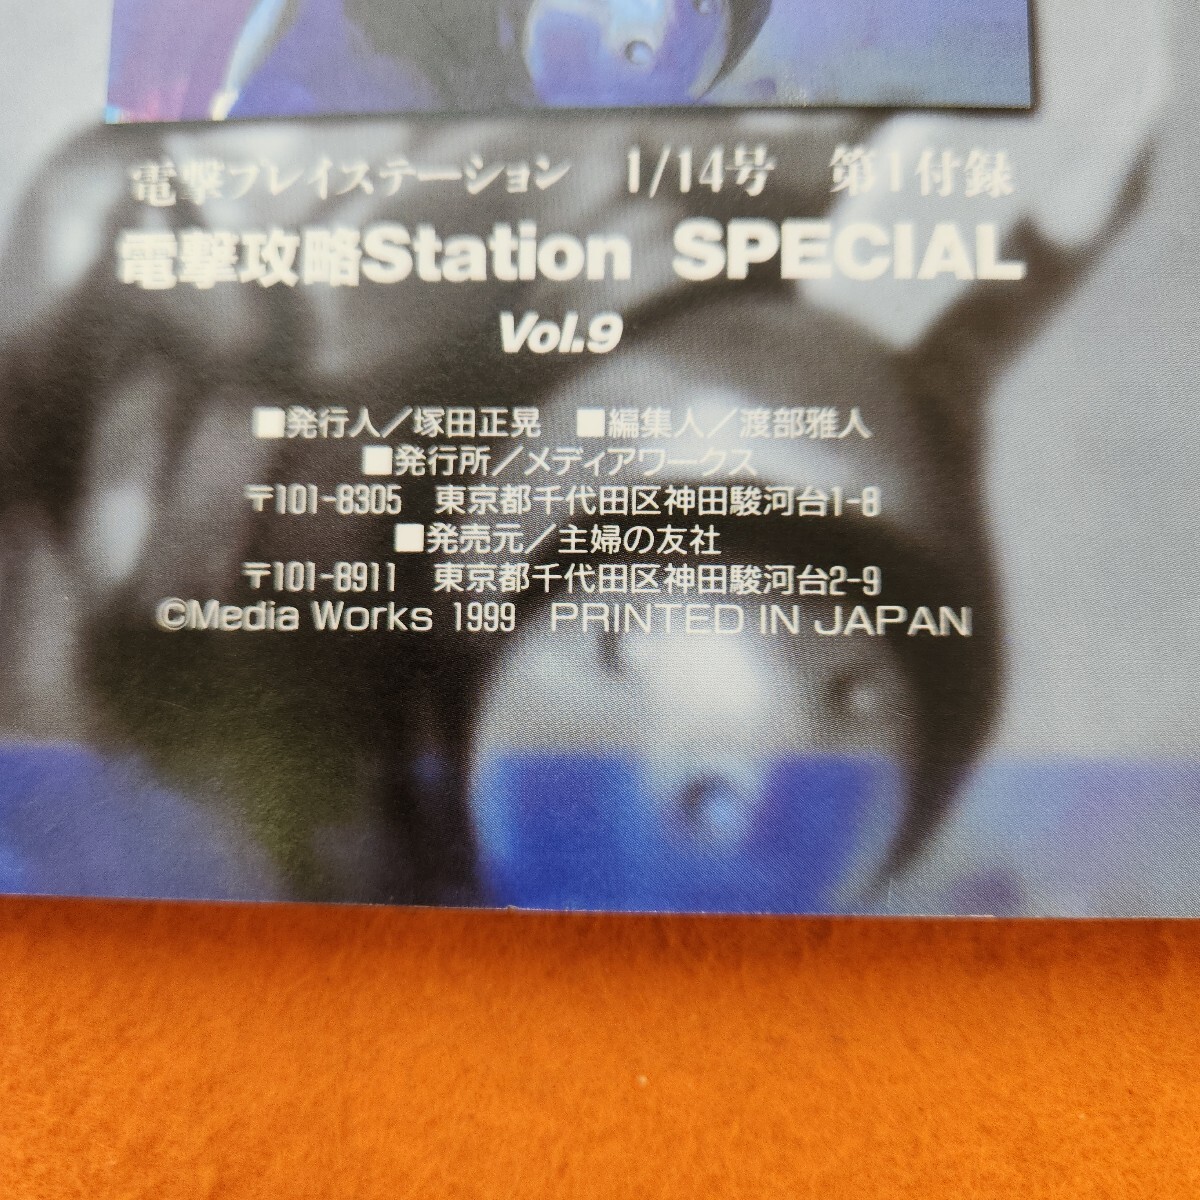 電撃プレイステーション 1/14号 第1付録
電撃攻略Station SPECIAL
Vol.9
■発行人／塚田正晃 ■編集人／渡部雅人
■発行所／メディアワークス
〒101-8305 東京都千代田区神田駿河台1-8
■発売元／主婦の友社
〒101-8911 東京都千代田区神田駿河台2-9
©Media Works 1999 PRINTED IN JAPAN